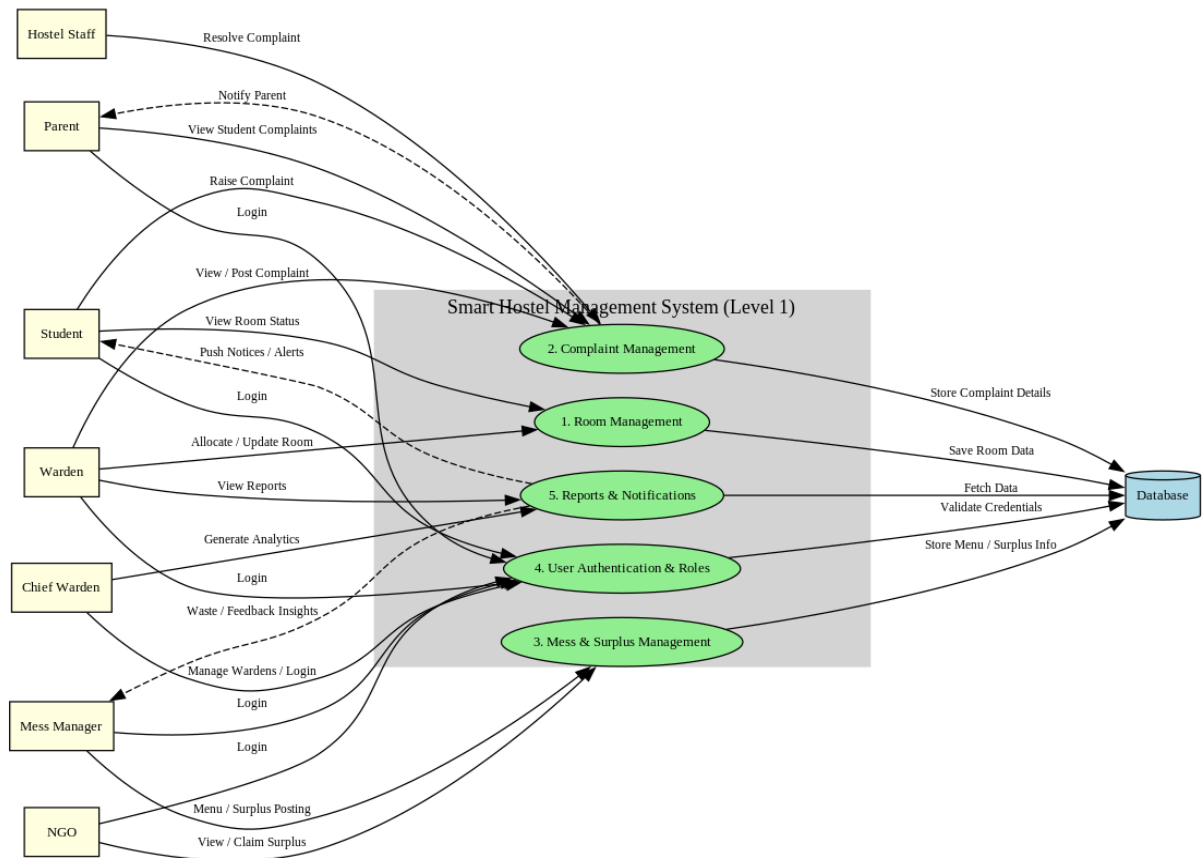 Hostel Staff
Resolve Complaint
Notify Parent
Parent
View Student Complaints
Raise Complaint
Login
View / Post Complaint
Smart Hostel Management System (Level 1)
Student
View Room Status
2. Complaint Management
Push Notices / Alerts
Login
Store Complaint Details
1. Room Management
Allocate / Update Room
Save Room Data
Warden
View Reports
Fetch Data
5. Reports & Notifications
Database
Validate Credentials
Generate Analytics
Store Menu / Surplus Info
4. User Authentication & Roles
Login
Chief Warden
Waste / Feedback Insights
3. Mess & Surplus Management
Manage Wardens / Login
Login
Mess Manager
Login
Menu / Surplus Posting
NGO
View / Claim Surplus